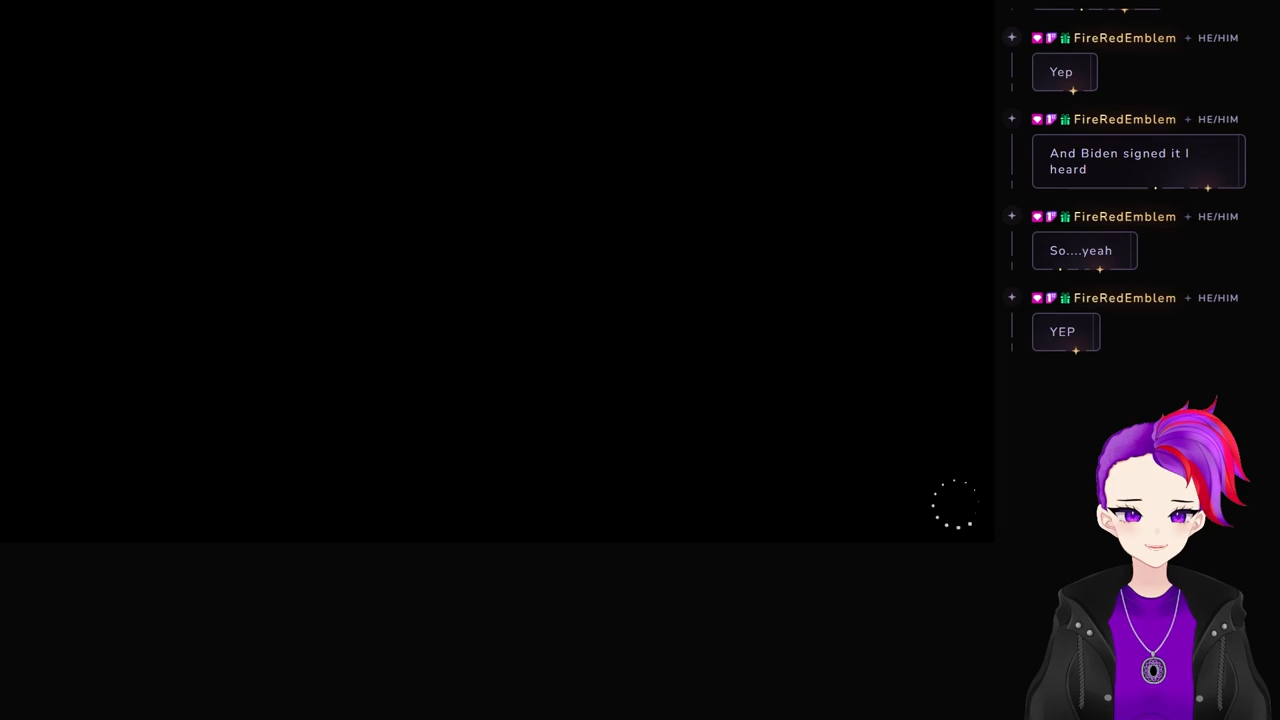 FireRedEmblem HE/HIM
Yep
FireRedEmblem HE/HIM
And Biden signed it I
heard
FireRedEmblem HE/HIM
So....yeah
FireRedEmblem HE/HIM
YEP